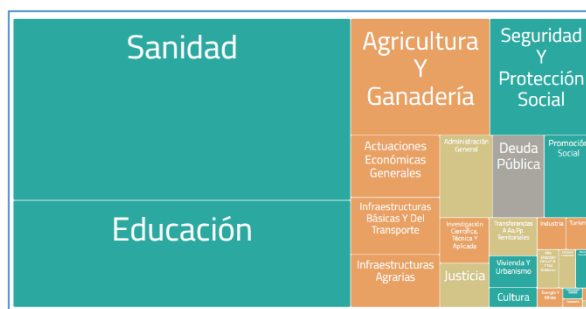 Sanidad
Educación
Agricultura
Y
Ganadería
Seguridad
Y
Protección
Social
Actuaciones
Económicas
Generales
Administración
General
Deuda
Pública
Promoción
Social
Infraestructuras
Básicas Y Del
Transporte
Infraestructuras
Agrarias
Investigación
Científica,
Técnica Y
Aplicada
Justicia
Transferencias
A Aa.Pp.
Territoriales
Industria
Vivienda Y
Urbanismo
Cultura